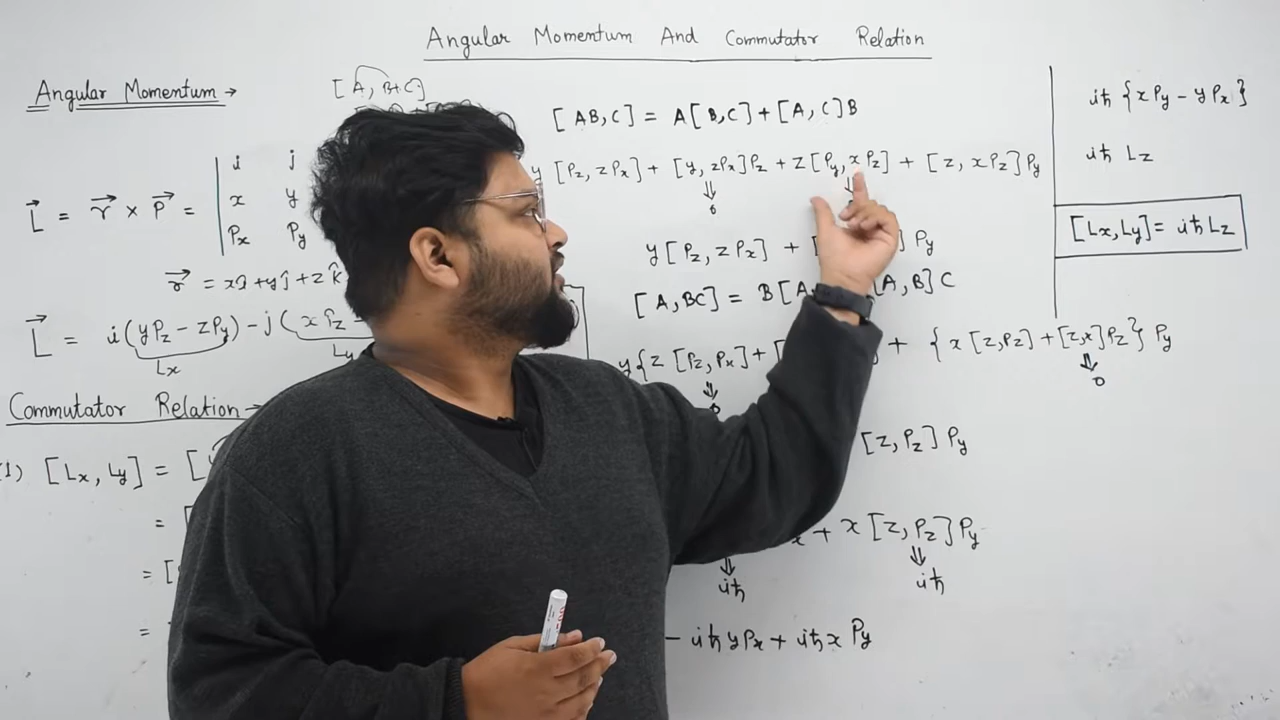 Angular Momentum And Commutator Relation
Angular Momentum →
[A, B+C]
i j
x y
Px Py
L⃗ = r⃗ × P⃗ =
r⃗ = xî + yĵ + z k̂
L⃗ = i(yPz - zPy) - j(xPz -
Lx
Ly
Commutator Relation →
(1) [Lx, Ly] = [
= [
= [
=
[AB, C] = A[B,C] + [A, C]B
y [Pz, zPx] + [y, zPx]Pz + z[Py, xPz] + [z, xPz]Py
⇓ ⇓
0
y[Pz, zPx] + [ ] Py
[A, BC] = B[A, [A, B]C
y{z [Pz, Px] + [ + {x[z,Pz] + [z,x]Pz} Py
⇓ ⇓
0 0
[z, Pz] Py
x + x [z, Pz] Py
⇓ ⇓
iħ iħ
- iħ yPx + iħ x Py
iħ {xPy - yPx}
iħ Lz
[Lx, Ly] = iħ Lz